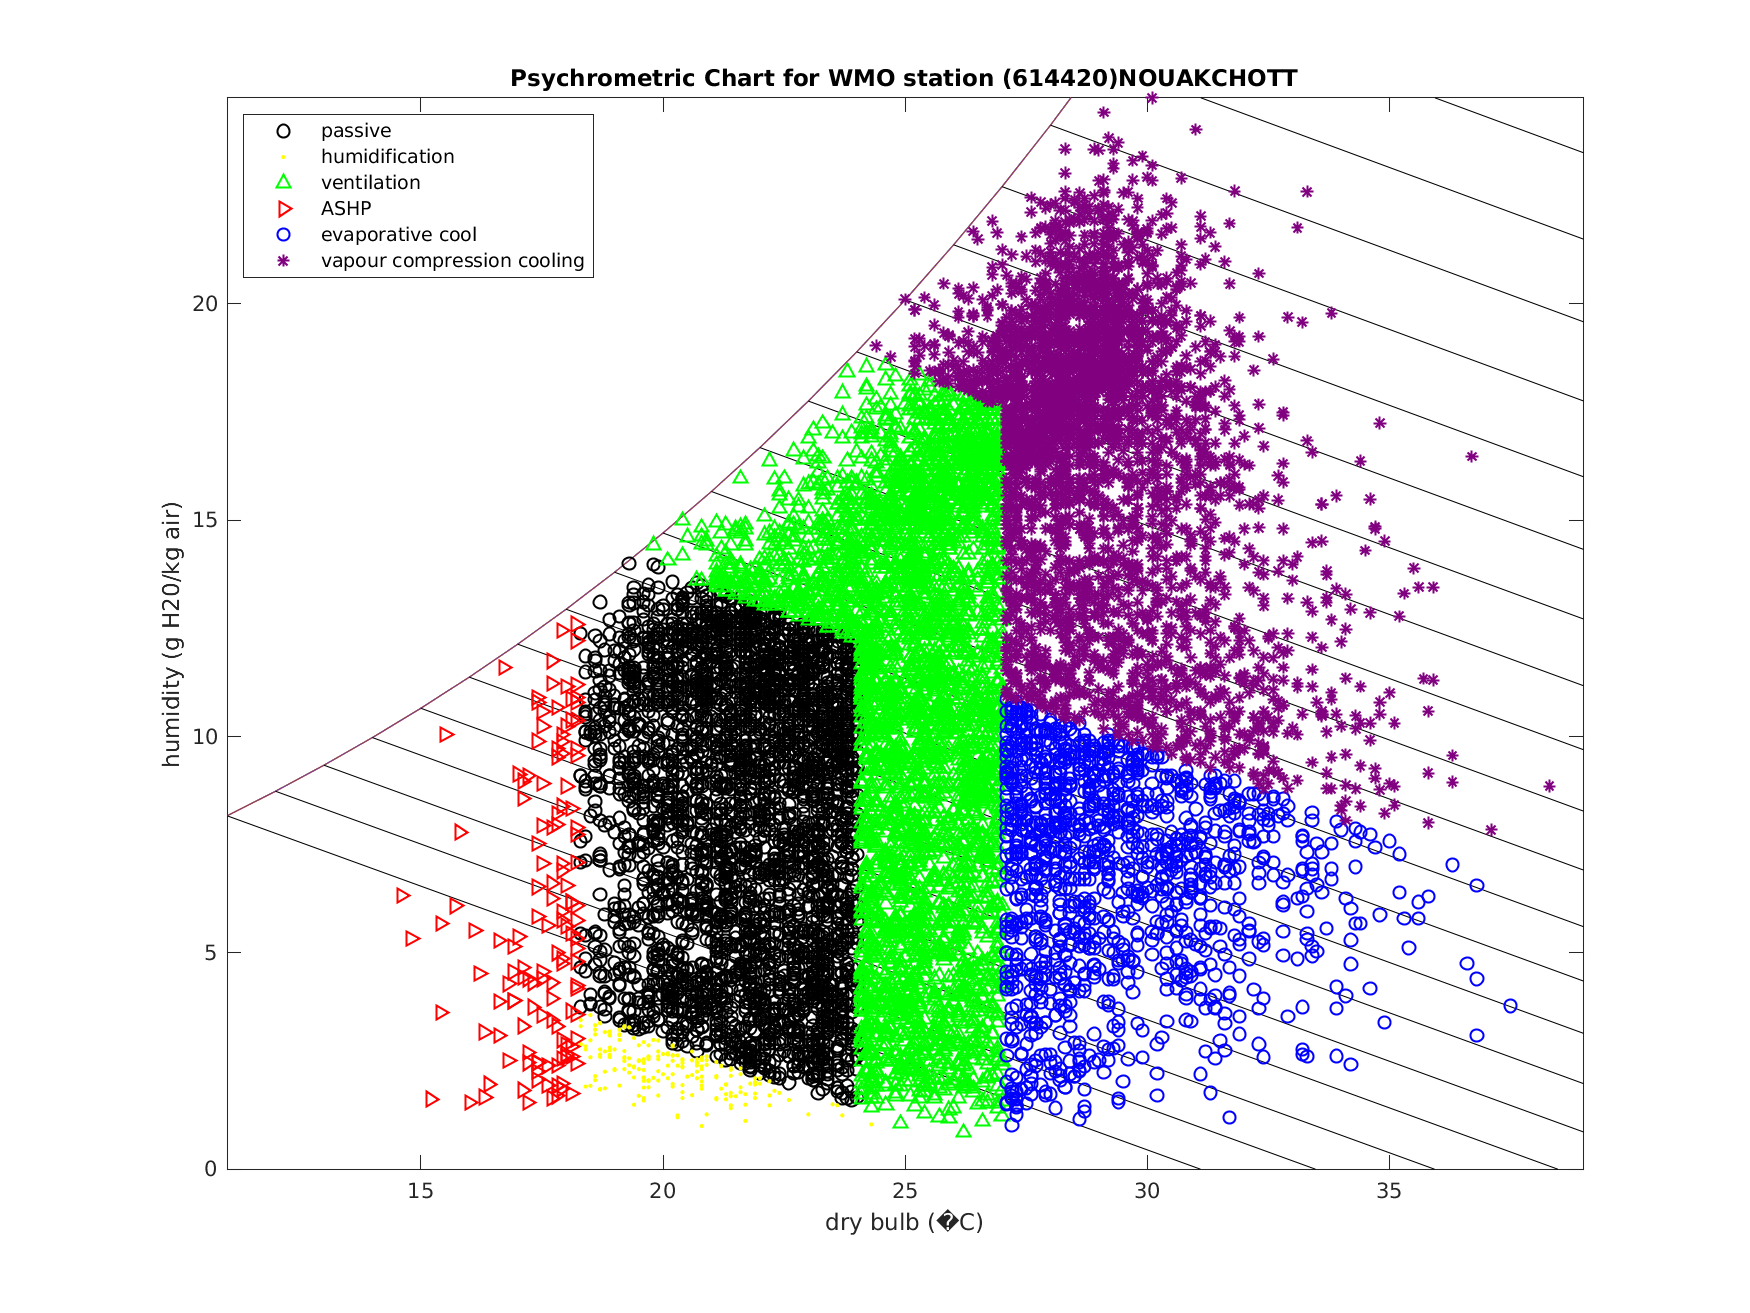 Psychrometric Chart for WMO station (614420)NOUAKCHOTT
passive
humidification
ventilation
ASHP
evaporative cool
vapour compression cooling
humidity (g H20/kg air)
20
15
10
5
0
15
20
25
30
35
dry bulb (�C)